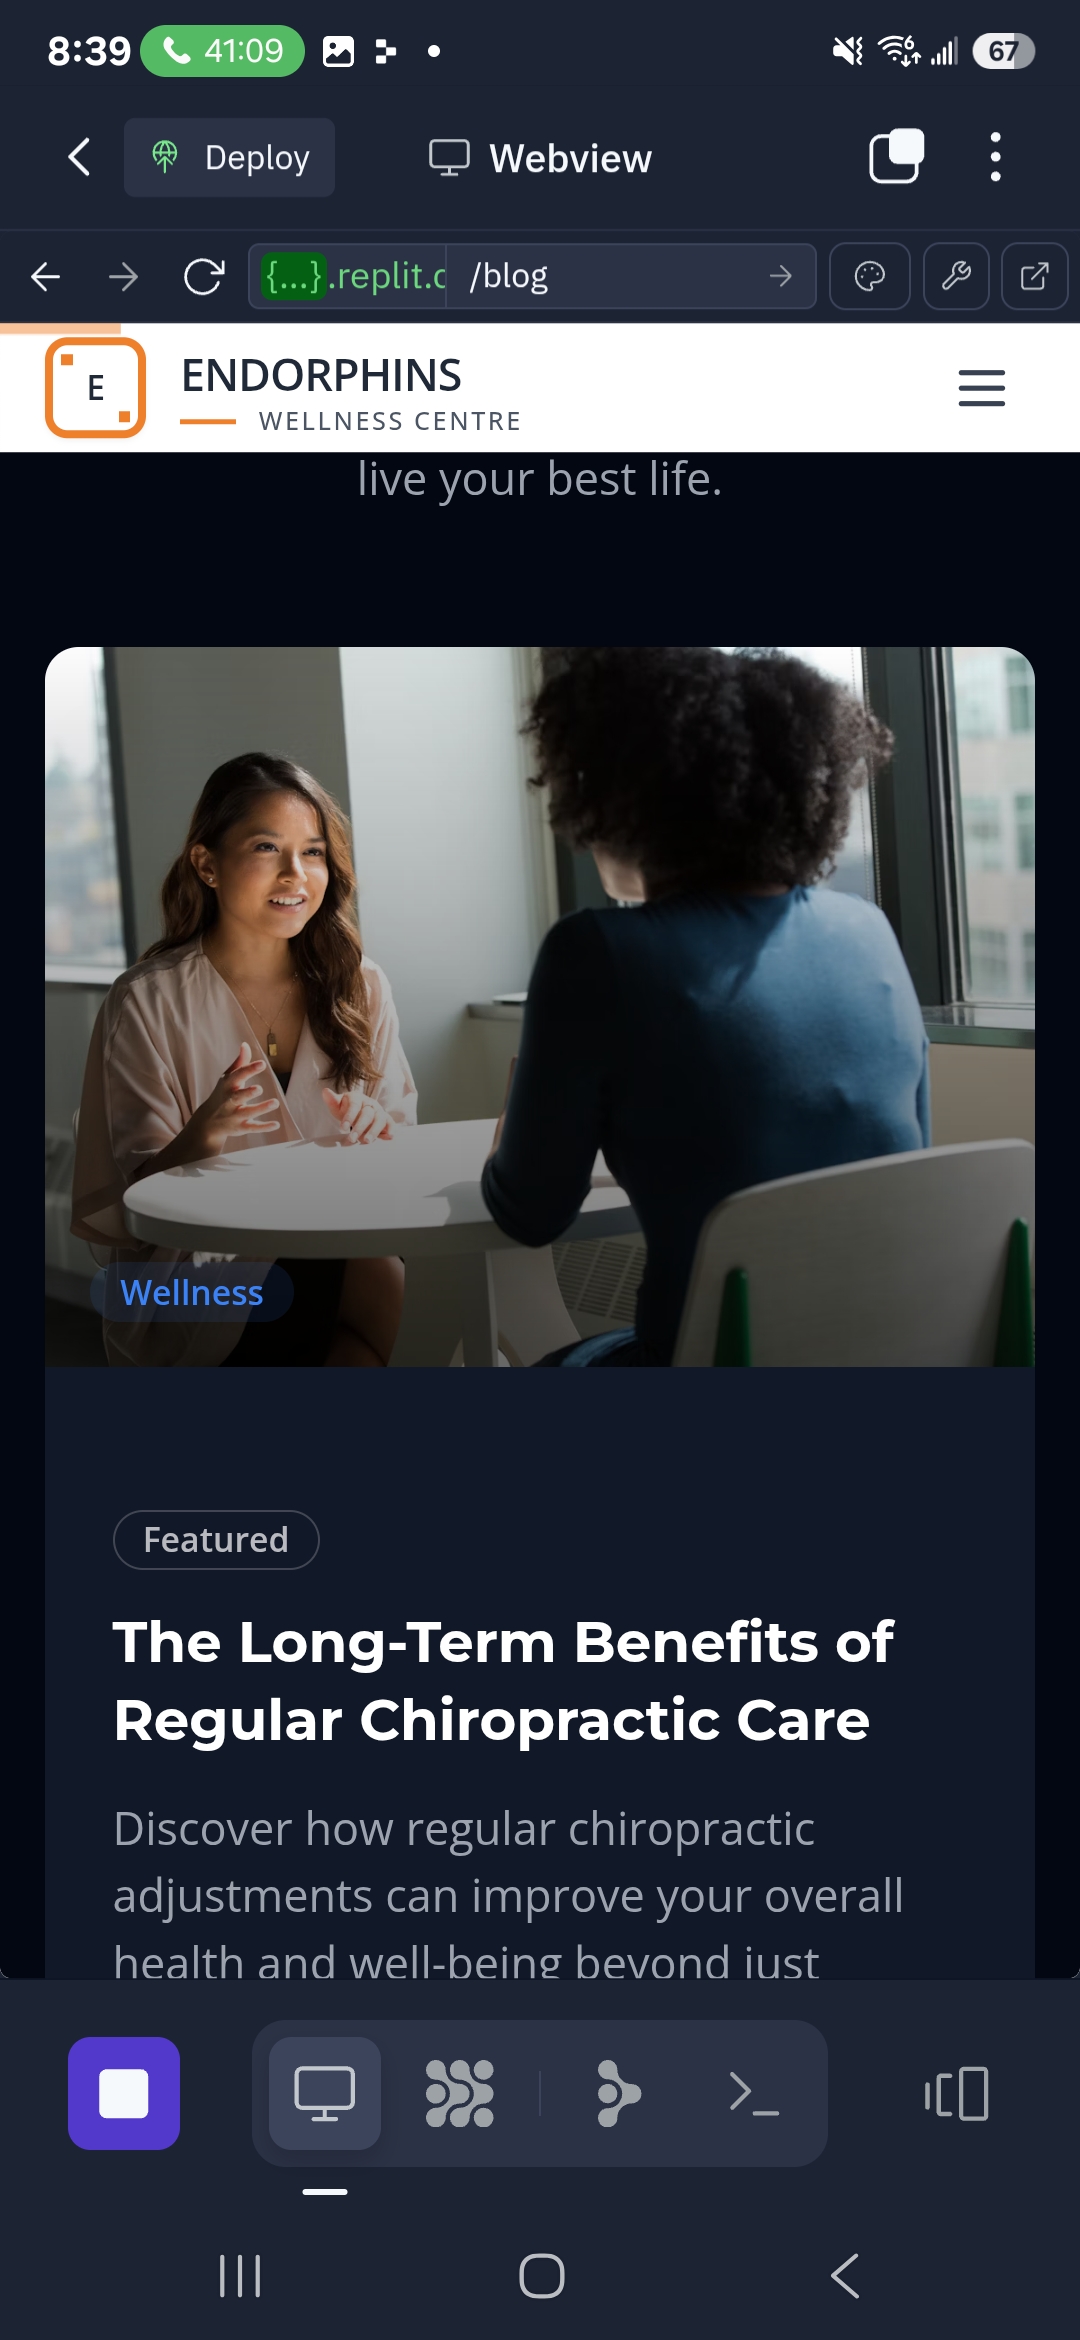 8:39
41:09
67
Deploy
Webview
{...}.replit.c
/blog
E
ENDORPHINS
WELLNESS CENTRE
live your best life.
Wellness
Featured
The Long-Term Benefits of
Regular Chiropractic Care
Discover how regular chiropractic
adjustments can improve your overall
health and well-being beyond just